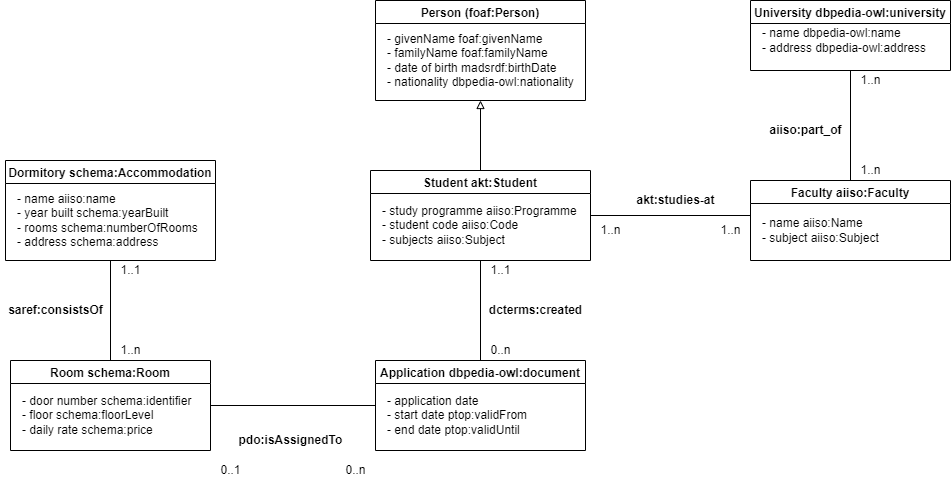 Person (foaf:Person)
- givenName foaf:givenName
- familyName foaf:familyName
- date of birth madsrdf:birthDate
- nationality dbpedia-owl:nationality
University dbpedia-owl:university
- name dbpedia-owl:name
- address dbpedia-owl:address
1..n
aiiso:part_of
1..n
Dormitory schema:Accommodation
- name aiiso:name
- year built schema:yearBuilt
- rooms schema:numberOfRooms
- address schema:address
Student akt:Student
- study programme aiiso:Programme
- student code aiiso:Code
- subjects aiiso:Subject
akt:studies-at
1..n
1..n
Faculty aiiso:Faculty
- name aiiso:Name
- subject aiiso:Subject
1..1
saref:consistsOf
1..n
1..1
dcterms:created
0..n
Room schema:Room
- door number schema:identifier
- floor schema:floorLevel
- daily rate schema:price
Application dbpedia-owl:document
- application date
- start date ptop:validFrom
- end date ptop:validUntil
pdo:isAssignedTo
0..1
0..n